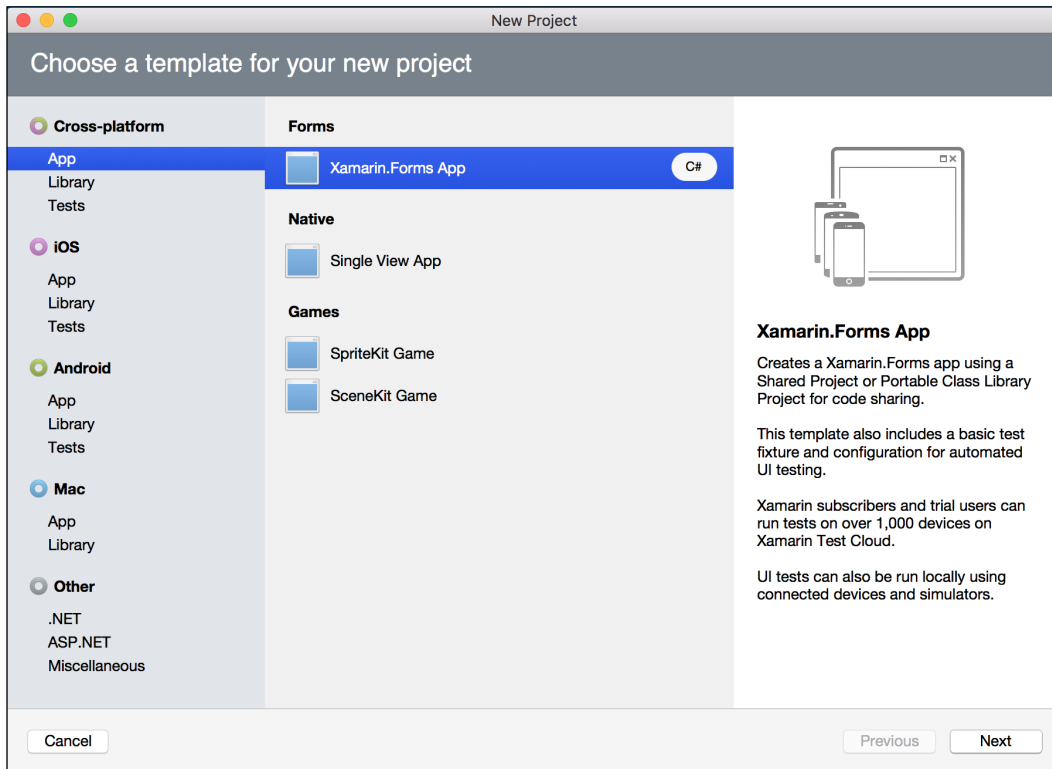 New Project
Choose a template for your new project
Cross-platform
App
Library
Tests
iOS
App
Library
Tests
Android
App
Library
Tests
Mac
App
Library
Other
.NET
ASP.NET
Miscellaneous
Forms
Xamarin.Forms App
C#
Native
Single View App
Games
SpriteKit Game
SceneKit Game
Xamarin.Forms App
Creates a Xamarin.Forms app using a
Shared Project or Portable Class Library
Project for code sharing.
This template also includes a basic test
fixture and configuration for automated
UI testing.
Xamarin subscribers and trial users can
run tests on over 1,000 devices on
Xamarin Test Cloud.
UI tests can also be run locally using
connected devices and simulators.
Cancel
Previous
Next